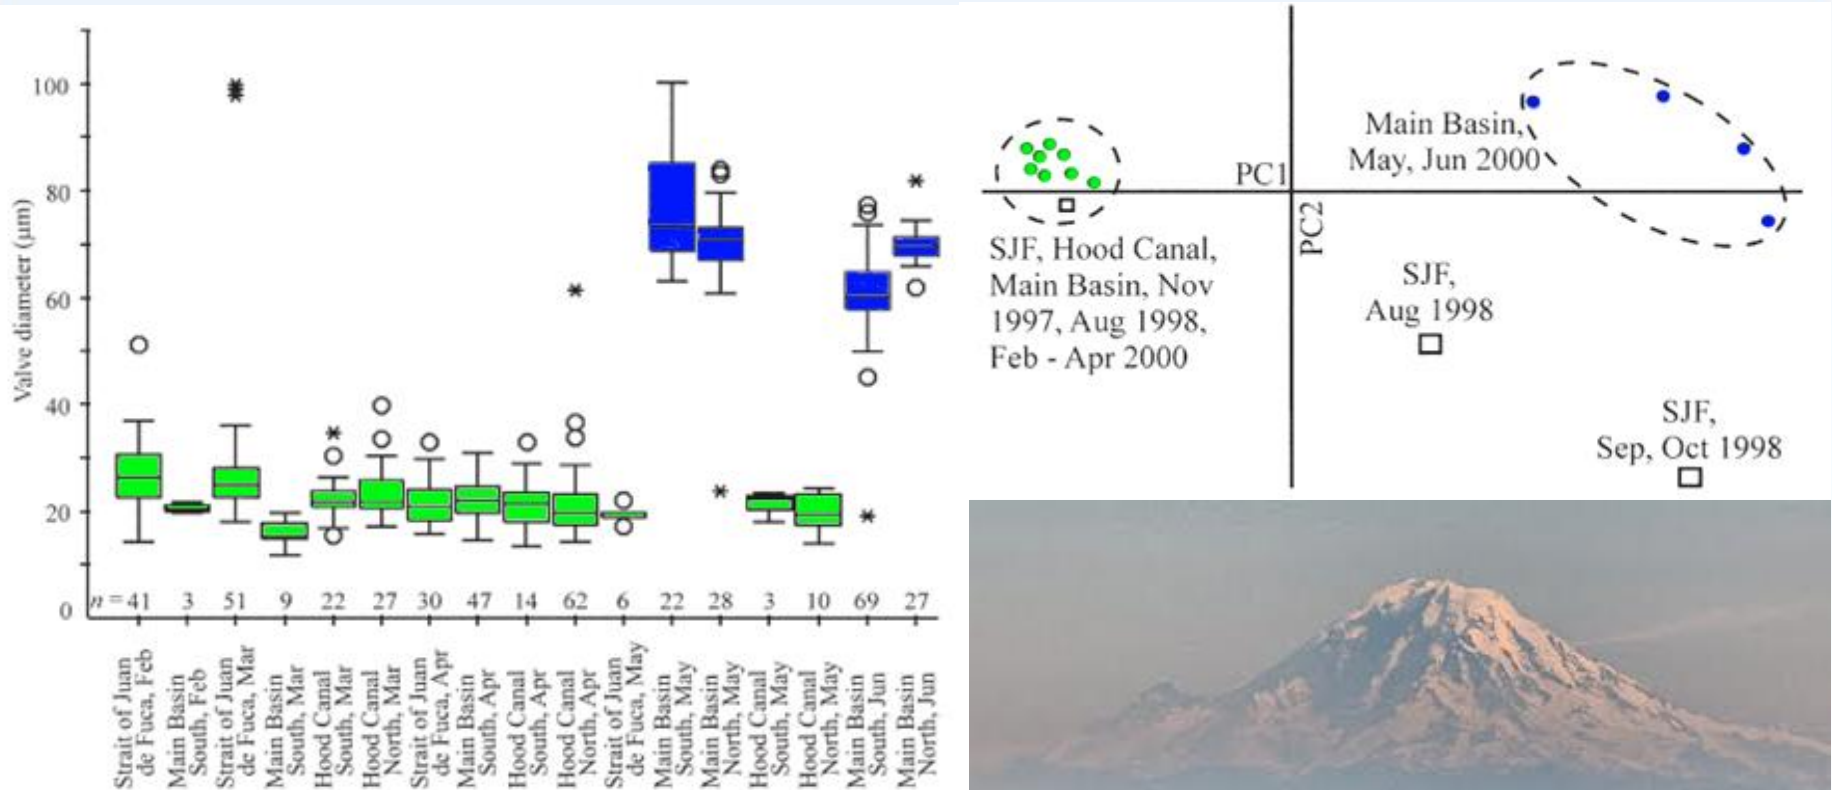 Valve diameter (µm)
100
80
60
40
20
0
n = 41 3 51 9 22 27 30 47 14 62 6 22 28 3 10 69 27
Strait of Juan
de Fuca, Feb
Main Basin
South, Feb
Strait of Juan
de Fuca, Mar
Main Basin
South, Mar
Hood Canal
South, Mar
Hood Canal
North, Mar
Strait of Juan
de Fuca, Apr
Main Basin
South, Apr
Hood Canal
South, Apr
Hood Canal
North, Apr
Strait of Juan
de Fuca, May
Main Basin
South, May
Main Basin
North, May
Hood Canal
South, May
Hood Canal
North, May
Main Basin
South, Jun
Main Basin
North, Jun
PC1
PC2
Main Basin,
May, Jun 2000
SJF, Hood Canal,
Main Basin, Nov
1997, Aug 1998,
Feb - Apr 2000
SJF,
Aug 1998
SJF,
Sep, Oct 1998